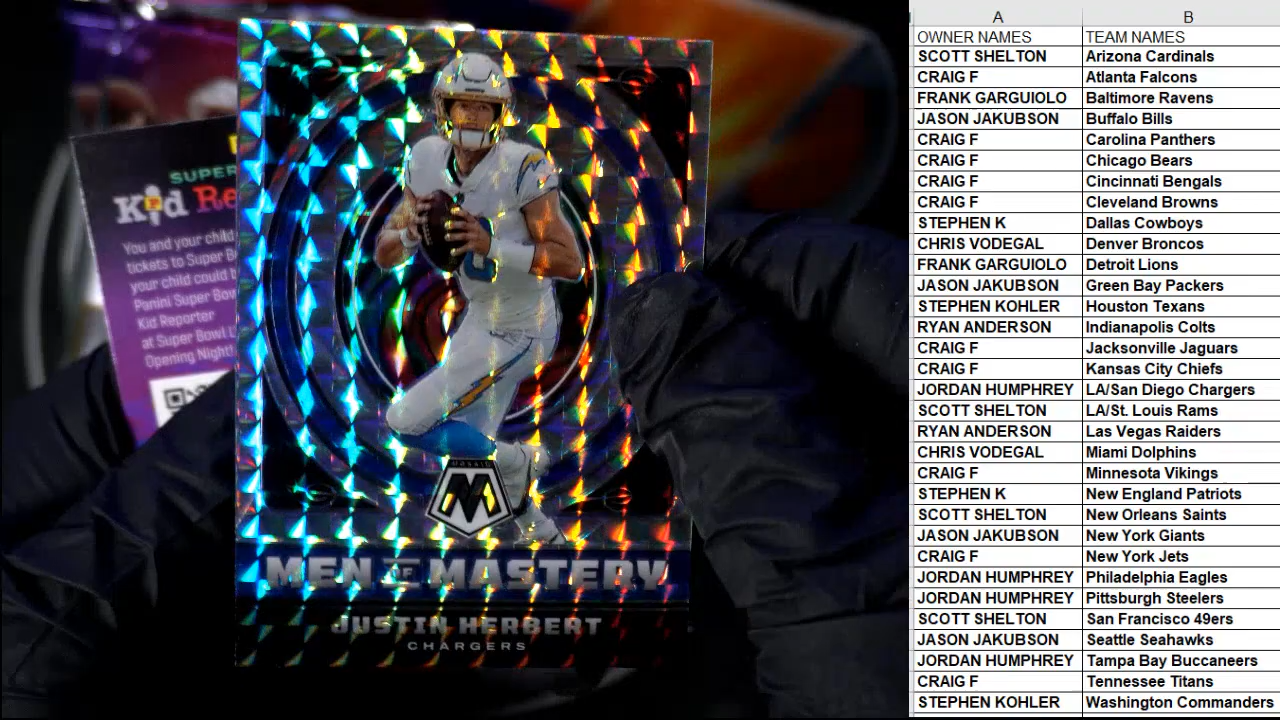 SUPER
Kid Re
You and your child
tickets to Super B
your child could b
Panini Super Bow
Kid Reporter
at Super Bowl L
Opening Night!
MOSAIC
MEN OF MASTERY
JUSTIN HERBERT
CHARGERS
A B
OWNER NAMES TEAM NAMES
SCOTT SHELTON Arizona Cardinals
CRAIG F Atlanta Falcons
FRANK GARGUIOLO Baltimore Ravens
JASON JAKUBSON Buffalo Bills
CRAIG F Carolina Panthers
CRAIG F Chicago Bears
CRAIG F Cincinnati Bengals
CRAIG F Cleveland Browns
STEPHEN K Dallas Cowboys
CHRIS VODEGAL Denver Broncos
FRANK GARGUIOLO Detroit Lions
JASON JAKUBSON Green Bay Packers
STEPHEN KOHLER Houston Texans
RYAN ANDERSON Indianapolis Colts
CRAIG F Jacksonville Jaguars
CRAIG F Kansas City Chiefs
JORDAN HUMPHREY LA/San Diego Chargers
SCOTT SHELTON LA/St. Louis Rams
RYAN ANDERSON Las Vegas Raiders
CHRIS VODEGAL Miami Dolphins
CRAIG F Minnesota Vikings
STEPHEN K New England Patriots
SCOTT SHELTON New Orleans Saints
JASON JAKUBSON New York Giants
CRAIG F New York Jets
JORDAN HUMPHREY Philadelphia Eagles
JORDAN HUMPHREY Pittsburgh Steelers
SCOTT SHELTON San Francisco 49ers
JASON JAKUBSON Seattle Seahawks
JORDAN HUMPHREY Tampa Bay Buccaneers
CRAIG F Tennessee Titans
STEPHEN KOHLER Washington Commanders